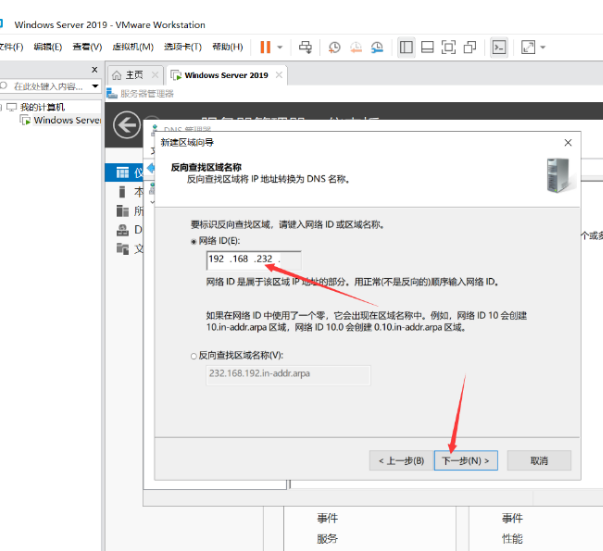 Windows Server 2019 - VMware Workstation
文件(F) 编辑(E) 查看(V) 虚拟机(M) 选项卡(T) 帮助(H)
主页 Windows Server 2019
在此处键入内容...
服务器管理器
我的计算机
Windows Server
DNS 管理器
新建区域向导
反向查找区域名称
反向查找区域将 IP 地址转换为 DNS 名称。
要标识反向查找区域，请键入网络 ID 或区域名称。
网络 ID(E):
192 .168 .232 .
网络 ID 是属于该区域 IP 地址的部分。用正常(不是反向的)顺序输入网络 ID。
如果在网络 ID 中使用了一个零，它会出现在区域名称中。例如，网络 ID 10 会创建
10.in-addr.arpa 区域，网络 ID 10.0 会创建 0.10.in-addr.arpa 区域。
反向查找区域名称(V):
232.168.192.in-addr.arpa
< 上一步(B) 下一步(N) > 取消
仪
本
所
D
文
个或多
事件 事件
服务 性能